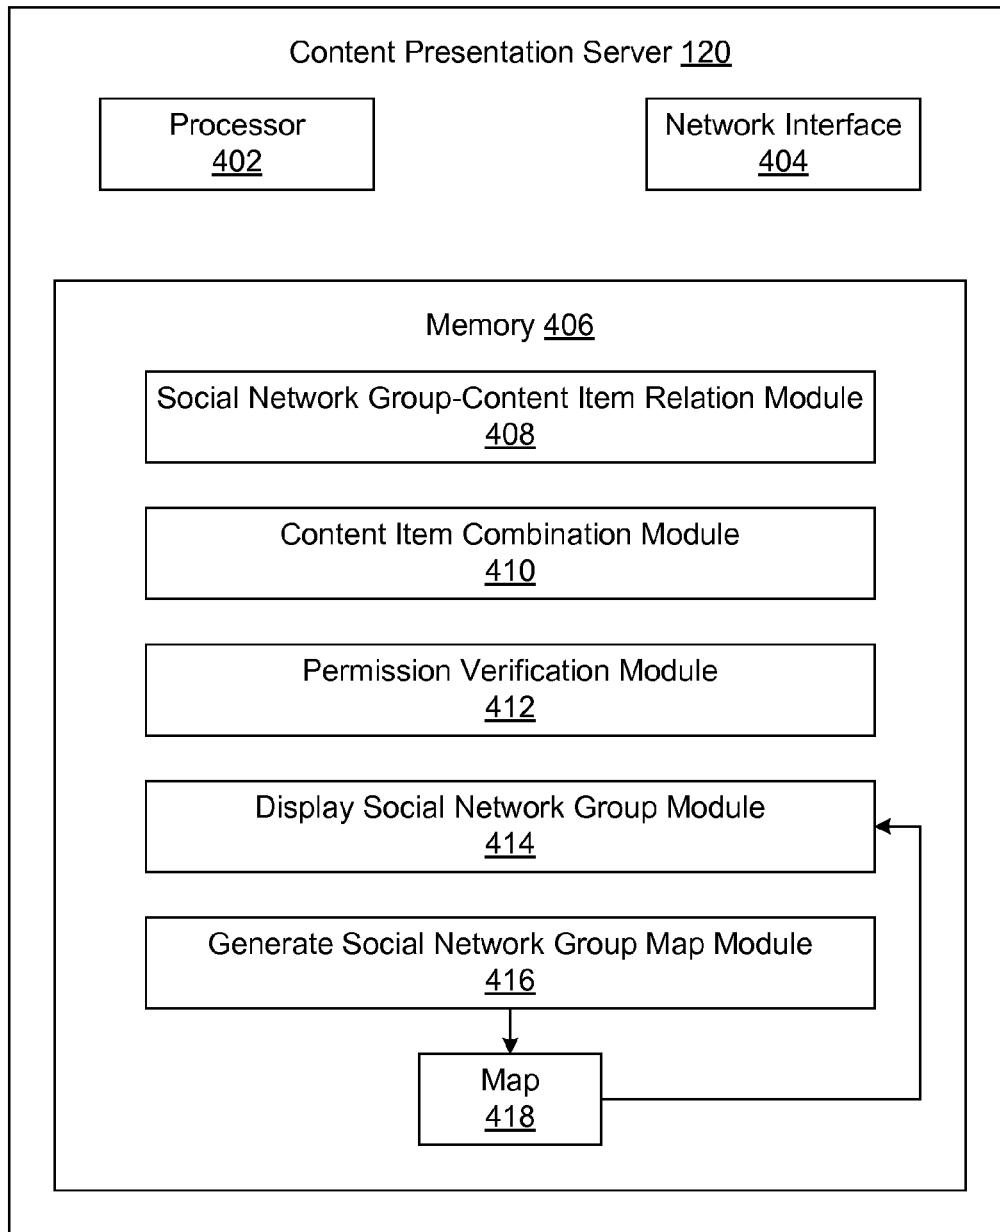 Content Presentation Server 120
Processor
402
Network Interface
404
Memory 406
Social Network Group-Content Item Relation Module
408
Content Item Combination Module
410
Permission Verification Module
412
Display Social Network Group Module
414
Generate Social Network Group Map Module
416
Map
418